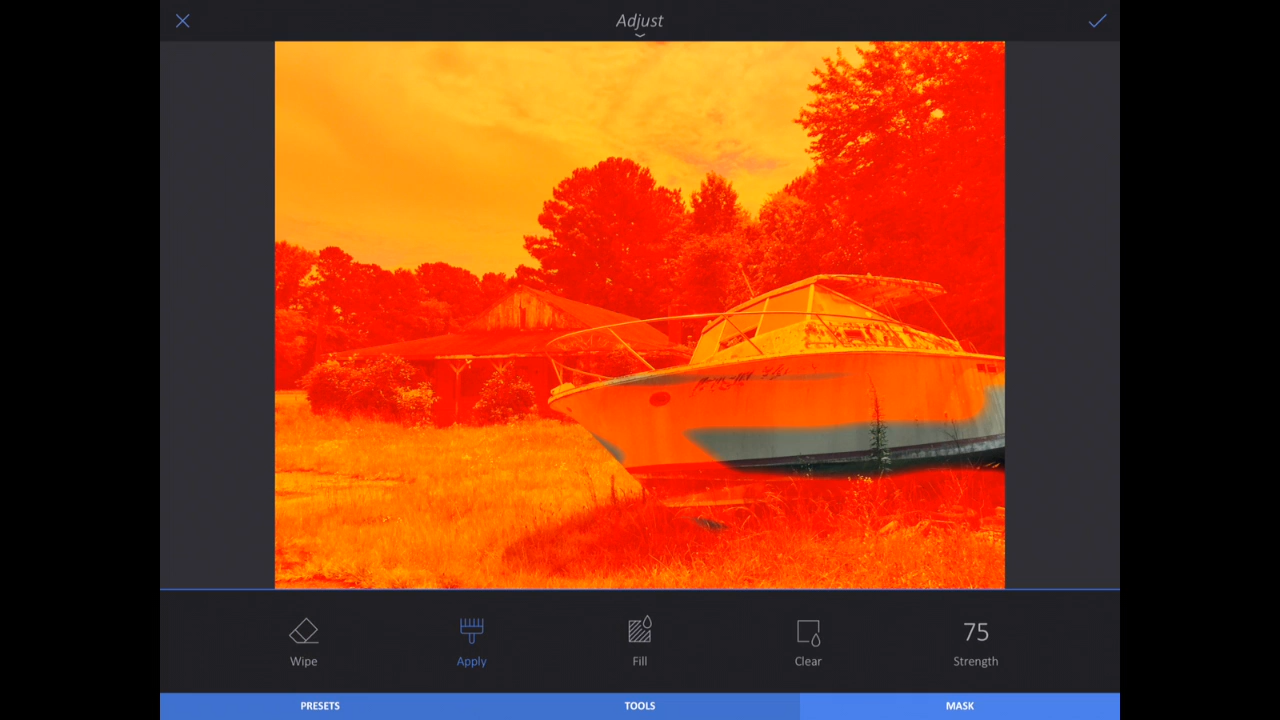 Adjust
75
Wipe
Apply
Fill
Clear
Strength
PRESETS
TOOLS
MASK